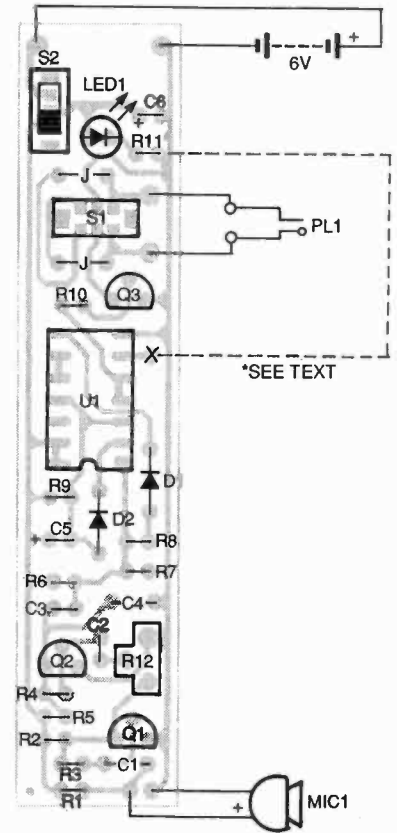 S2
+
6V
LED1
C6
+
R11
J
S1
PL1
J
R10
Q3
X
*SEE TEXT
U1
D
R9
D2
+ C5
R8
R7
R6
C3
C4
C2
Q2
R12
R4
R5
Q1
R2
R3
C1
R1
+
MIC1